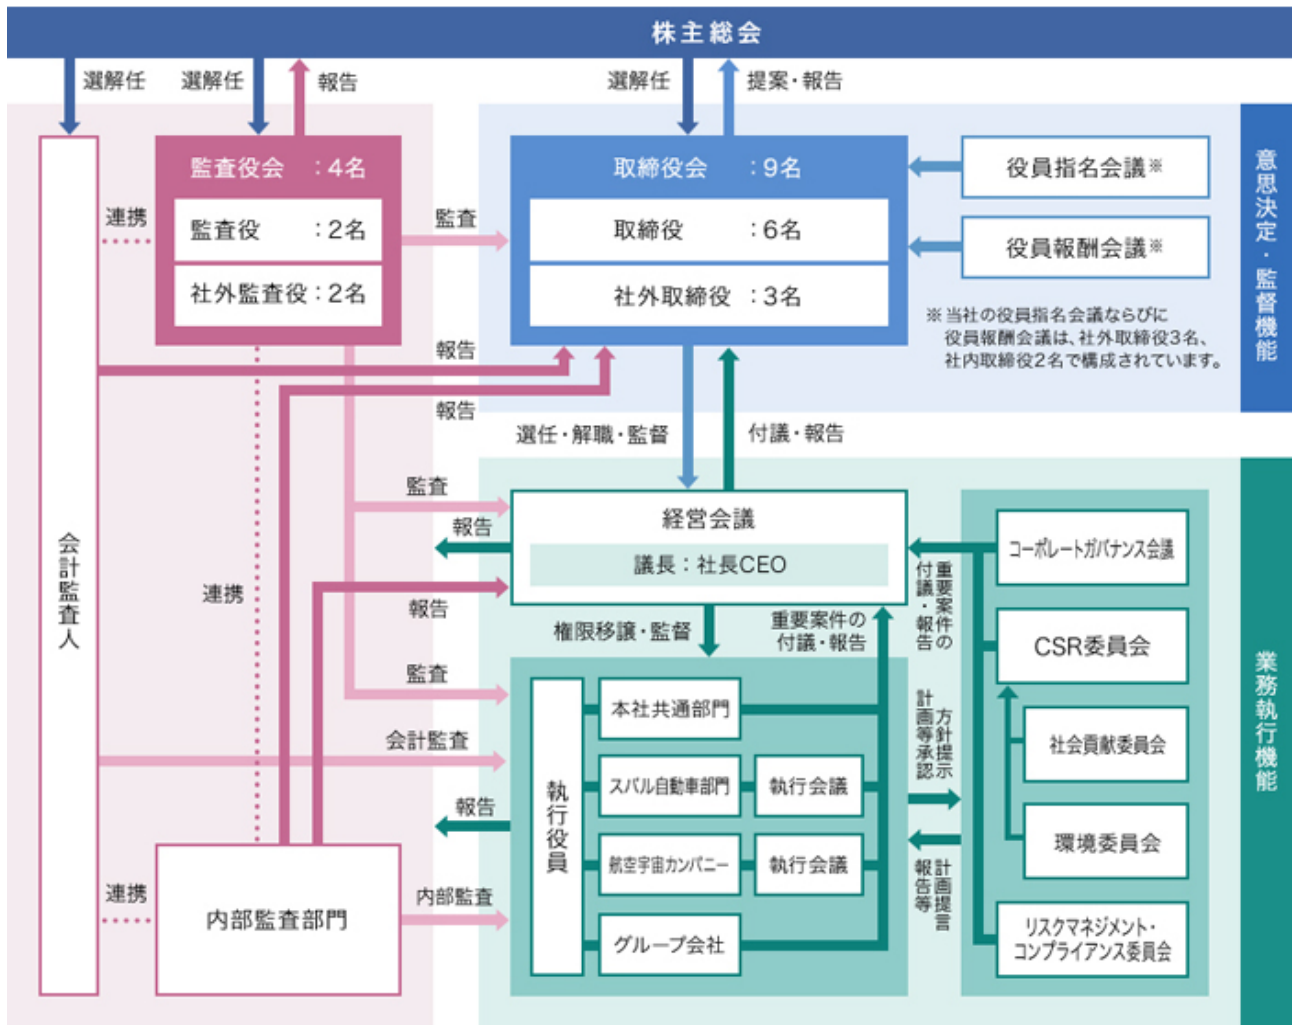 株主総会
選解任
選解任
報告
選解任
提案・報告
監査役会　：4名
監査役　：2名
社外監査役：2名
連携
監査
取締役会　：9名
取締役　：6名
社外取締役　：3名
役員指名会議※
役員報酬会議※
※当社の役員指名会議ならびに
役員報酬会議は、社外取締役3名、
社内取締役2名で構成されています。
意思決定・監督機能
報告
報告
選任・解職・監督
付議・報告
会計監査人
連携
監査
報告
経営会議
議長：社長CEO
報告
権限移譲・監督
重要案件の
付議・報告
重要案件の
付議・報告
コーポレートガバナンス会議
CSR委員会
社会貢献委員会
環境委員会
リスクマネジメント・
コンプライアンス委員会
業務執行機能
監査
会計監査
報告
執行役員
本社共通部門
スバル自動車部門
執行会議
航空宇宙カンパニー
執行会議
グループ会社
方針提示
計画等承認
計画提言
報告等
連携
内部監査部門
内部監査